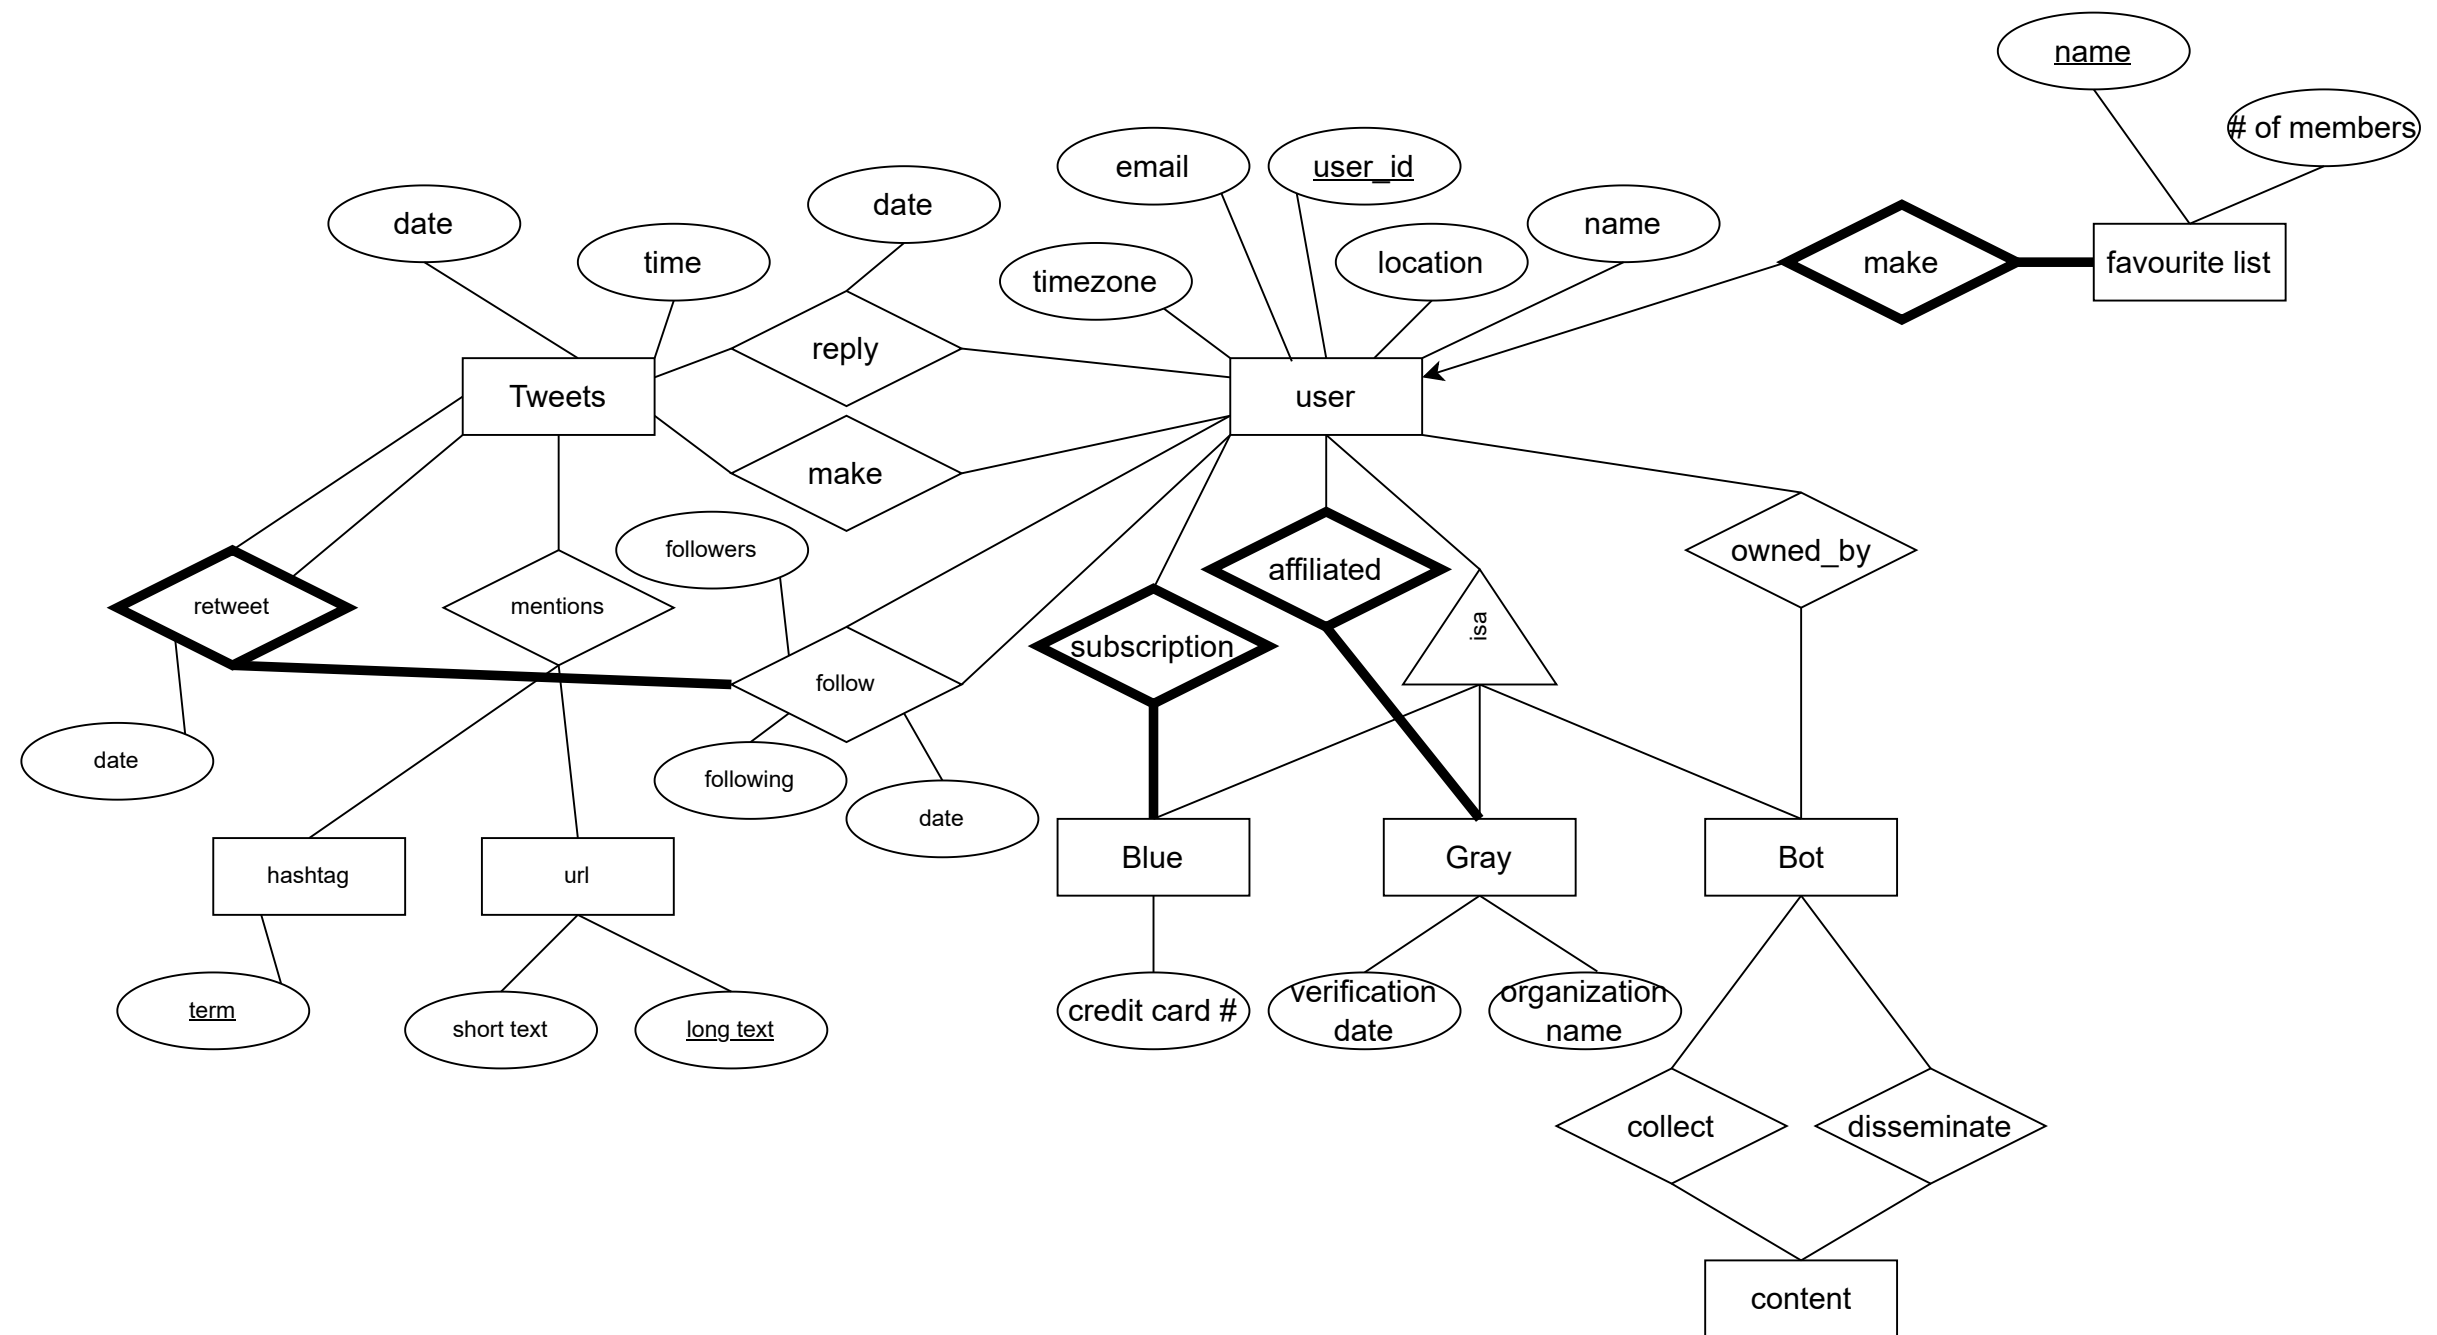 name
# of members
email
user_id
date
date
name
time
location
timezone
make
favourite list
reply
Tweets
user
make
followers
owned_by
affiliated
retweet
mentions
isa
subscription
follow
date
following
date
Blue
Gray
Bot
hashtag
url
term
short text
long text
credit card #
verification
date
organization
name
collect
disseminate
content